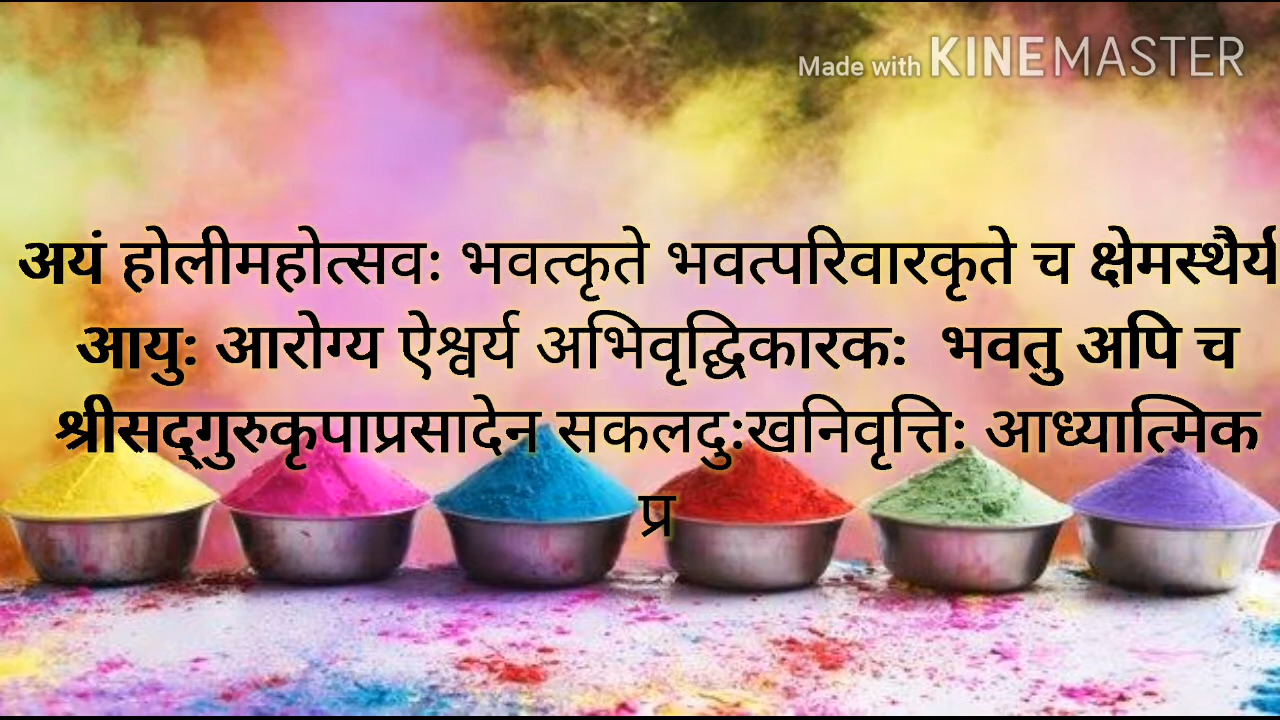 Made with KINEMASTER
अयं होलीमहोत्सवः भवत्कृते भवत्परिवारकृते च क्षेमस्थैर्य
आयुः आरोग्य ऐश्वर्य अभिवृद्धिकारकः भवतु अपि च
श्रीसद्गुरुकृपाप्रसादेन सकलदुःखनिवृत्तिः आध्यात्मिक
प्र